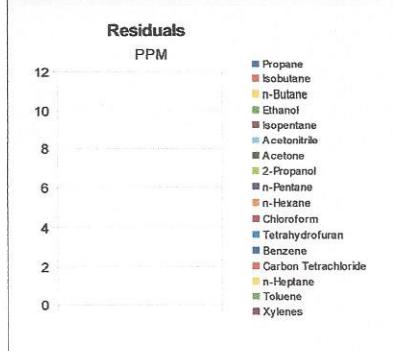 Residuals
PPM
12
10
8
6
4
2
0
Propane
Isobutane
n-Butane
Ethanol
Isopentane
Acetonitrile
Acetone
2-Propanol
n-Pentane
n-Hexane
Chloroform
Tetrahydrofuran
Benzene
Carbon Tetrachloride
n-Heptane
Toluene
Xylenes